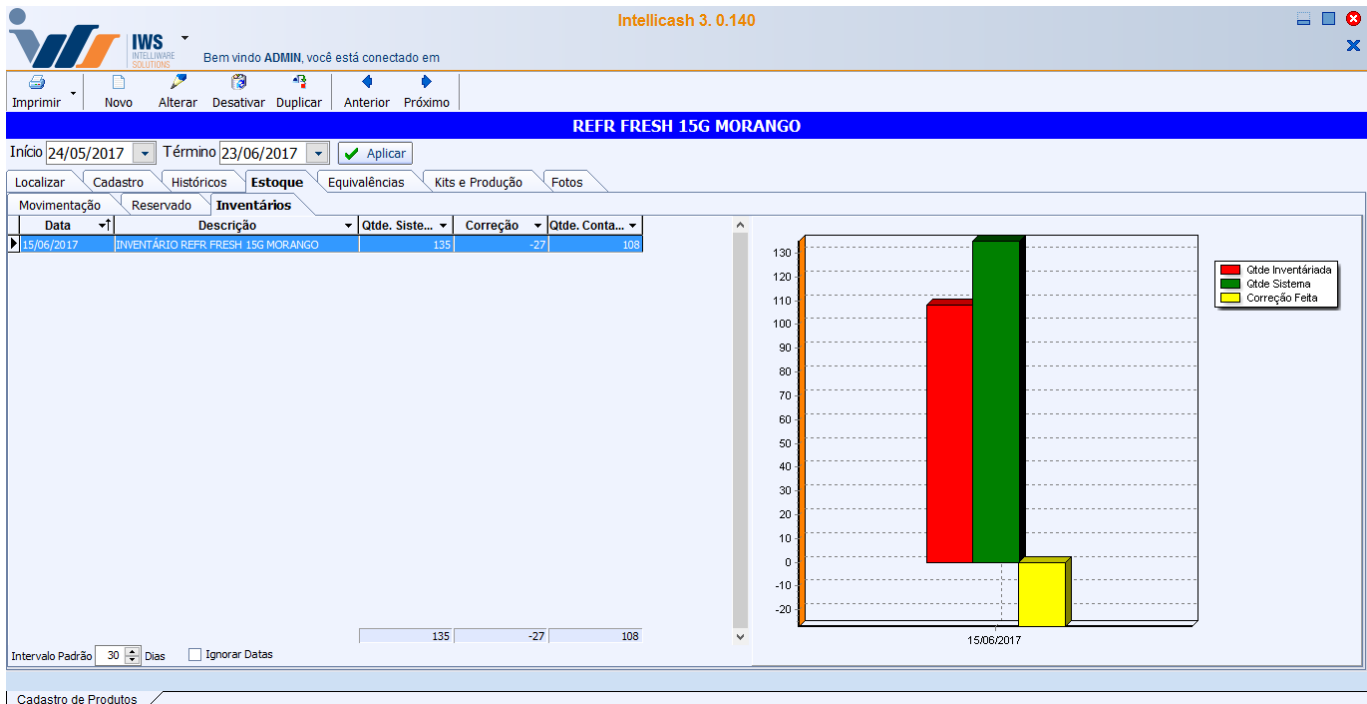 Intellicash 3. 0.140
IWS
INTELLIWARE
SOLUTIONS
Bem vindo ADMIN, você está conectado em
Imprimir Novo Alterar Desativar Duplicar Anterior Próximo
REFR FRESH 15G MORANGO
Início 24/05/2017 Término 23/06/2017 Aplicar
Localizar Cadastro Históricos Estoque Equivalências Kits e Produção Fotos
Movimentação Reservado Inventários
Data Descrição Qtde. Siste... Correção Qtde. Conta...
15/06/2017 INVENTÁRIO REFR FRESH 15G MORANGO 135 -27 108
130
120
110
100
90
80
70
60
50
40
30
20
10
0
-10
-20
15/06/2017
Qtde Inventáriada
Qtde Sistema
Correção Feita
135 -27 108
Intervalo Padrão 30 Dias Ignorar Datas
Cadastro de Produtos